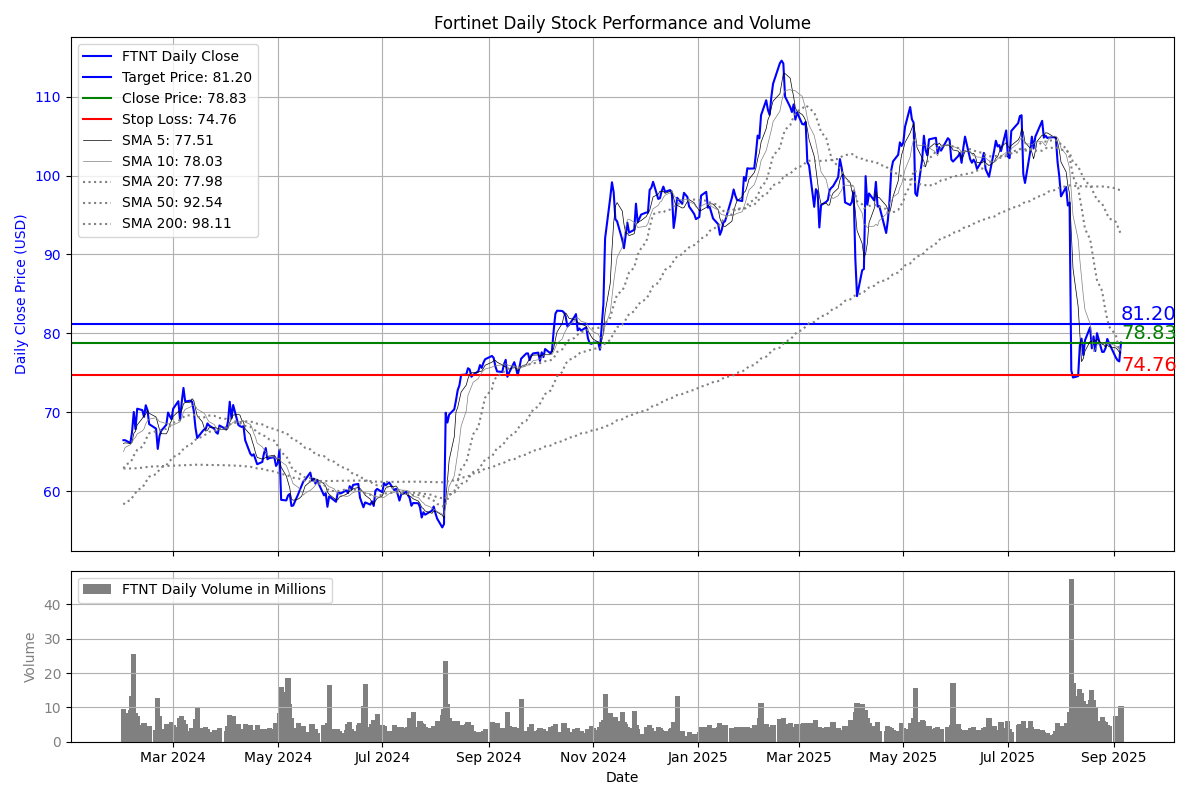 Fortinet Daily Stock Performance and Volume
FTNT Daily Close
Target Price: 81.20
Close Price: 78.83
Stop Loss: 74.76
SMA 5: 77.51
SMA 10: 78.03
SMA 20: 77.98
SMA 50: 92.54
SMA 200: 98.11
Daily Close Price (USD)
110
100
90
80
70
60
81.20
78.83
74.76
FTNT Daily Volume in Millions
Volume
40
30
20
10
0
Mar 2024 May 2024 Jul 2024 Sep 2024 Nov 2024 Jan 2025 Mar 2025 May 2025 Jul 2025 Sep 2025
Date